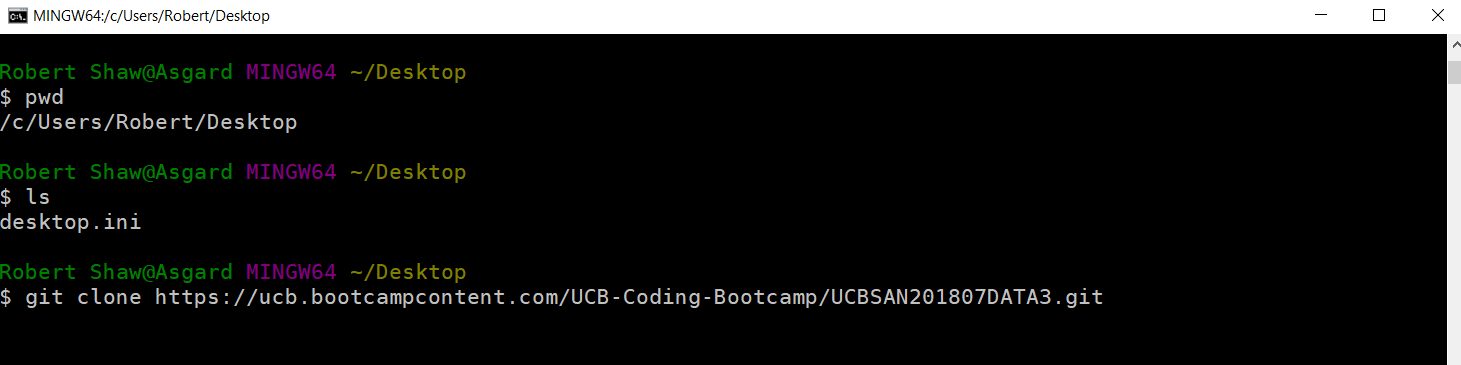 MINGW64:/c/Users/Robert/Desktop
Robert Shaw@Asgard MINGW64 ~/Desktop
$ pwd
/c/Users/Robert/Desktop
Robert Shaw@Asgard MINGW64 ~/Desktop
$ ls
desktop.ini
Robert Shaw@Asgard MINGW64 ~/Desktop
$ git clone https://ucb.bootcampcontent.com/UCB-Coding-Bootcamp/UCBSAN201807DATA3.git